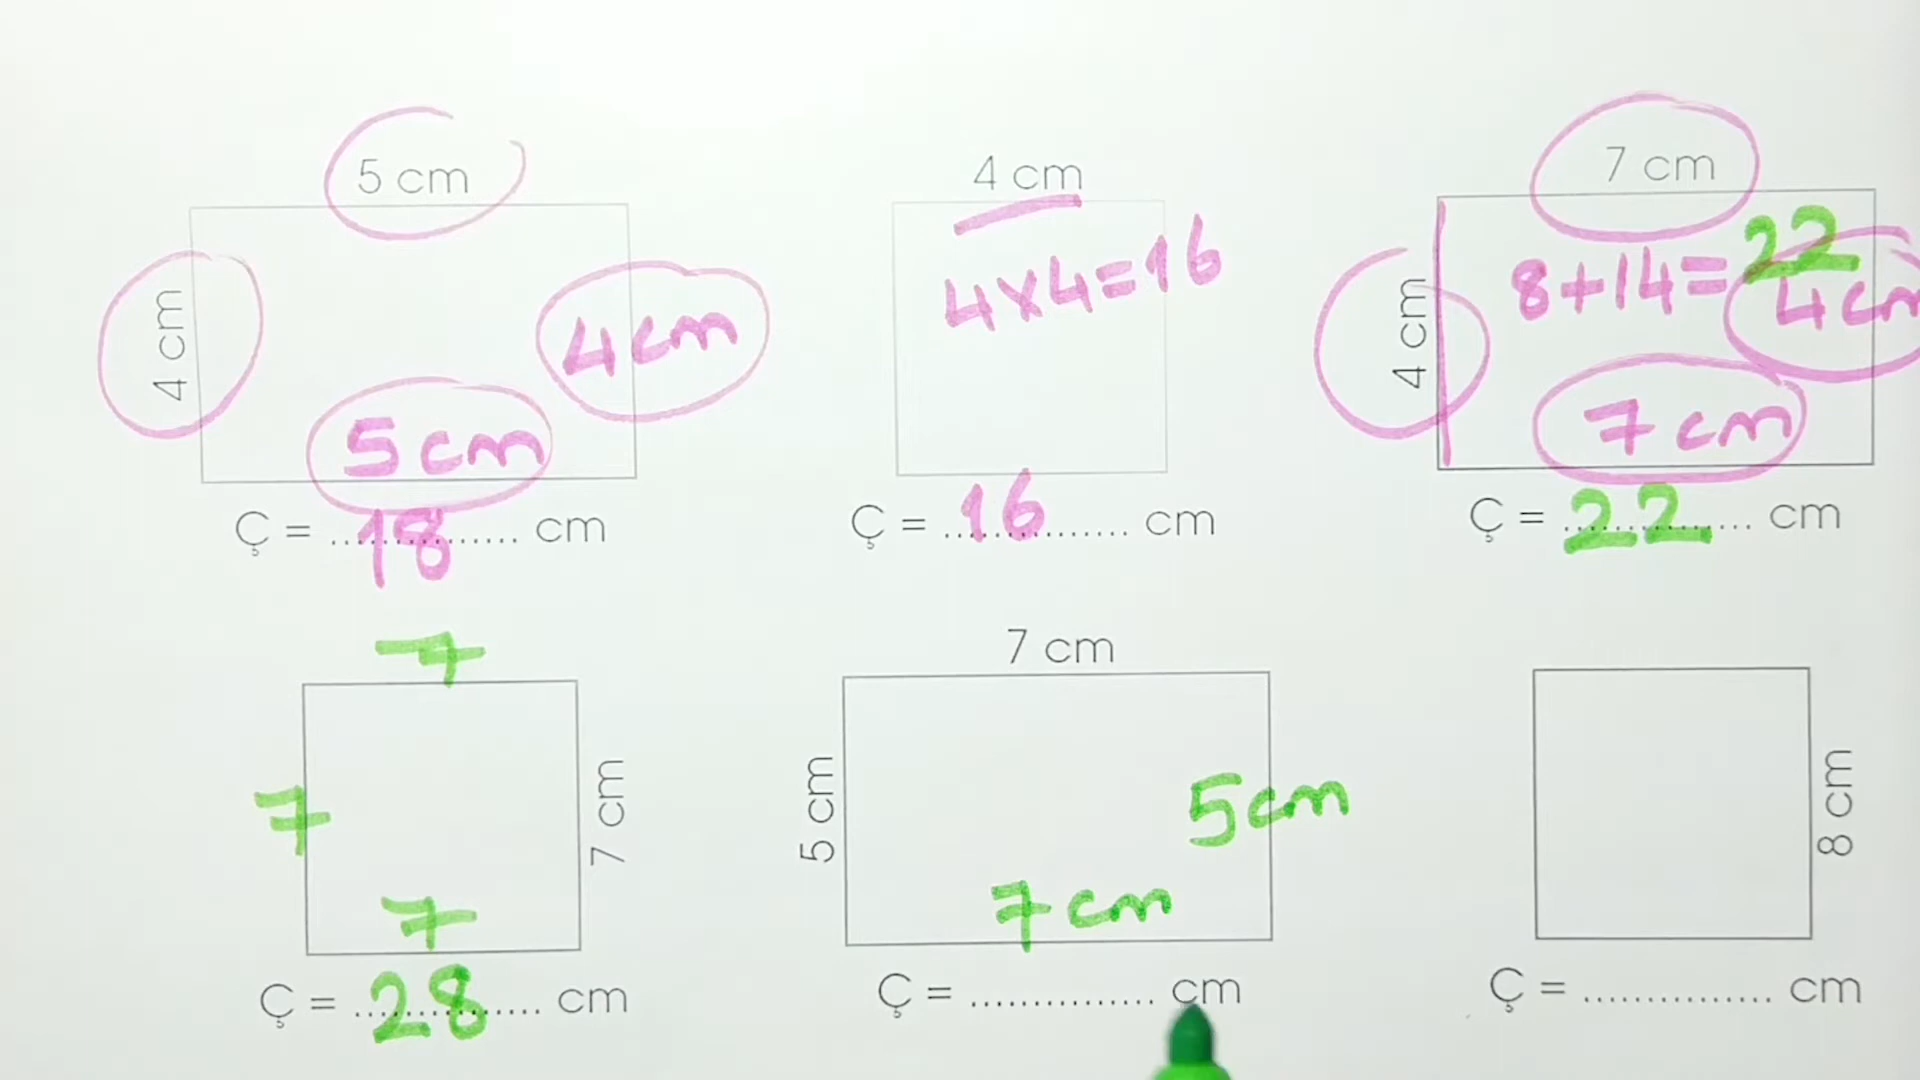 5 cm
4 cm
4 cm
5 cm
Ç = ...18............ cm
4 cm
4x4=16
Ç = ..16............. cm
7 cm
8+14=22
4 cm
4 cm
7 cm
Ç = 22............... cm
7
7
7 cm
7
Ç = 28............... cm
7 cm
5 cm
5 cm
7 cm
Ç = ............... cm
8 cm
Ç = ............... cm